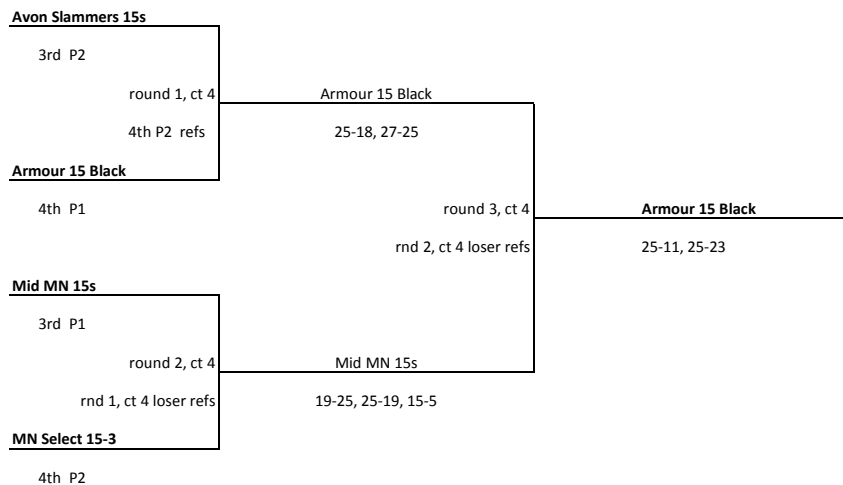 Avon Slammers 15s
3rd P2
round 1, ct 4
Armour 15 Black
4th P2 refs
25-18, 27-25
Armour 15 Black
4th P1
round 3, ct 4
Armour 15 Black
rnd 2, ct 4 loser refs
25-11, 25-23
Mid MN 15s
3rd P1
round 2, ct 4
Mid MN 15s
rnd 1, ct 4 loser refs
19-25, 25-19, 15-5
MN Select 15-3
4th P2